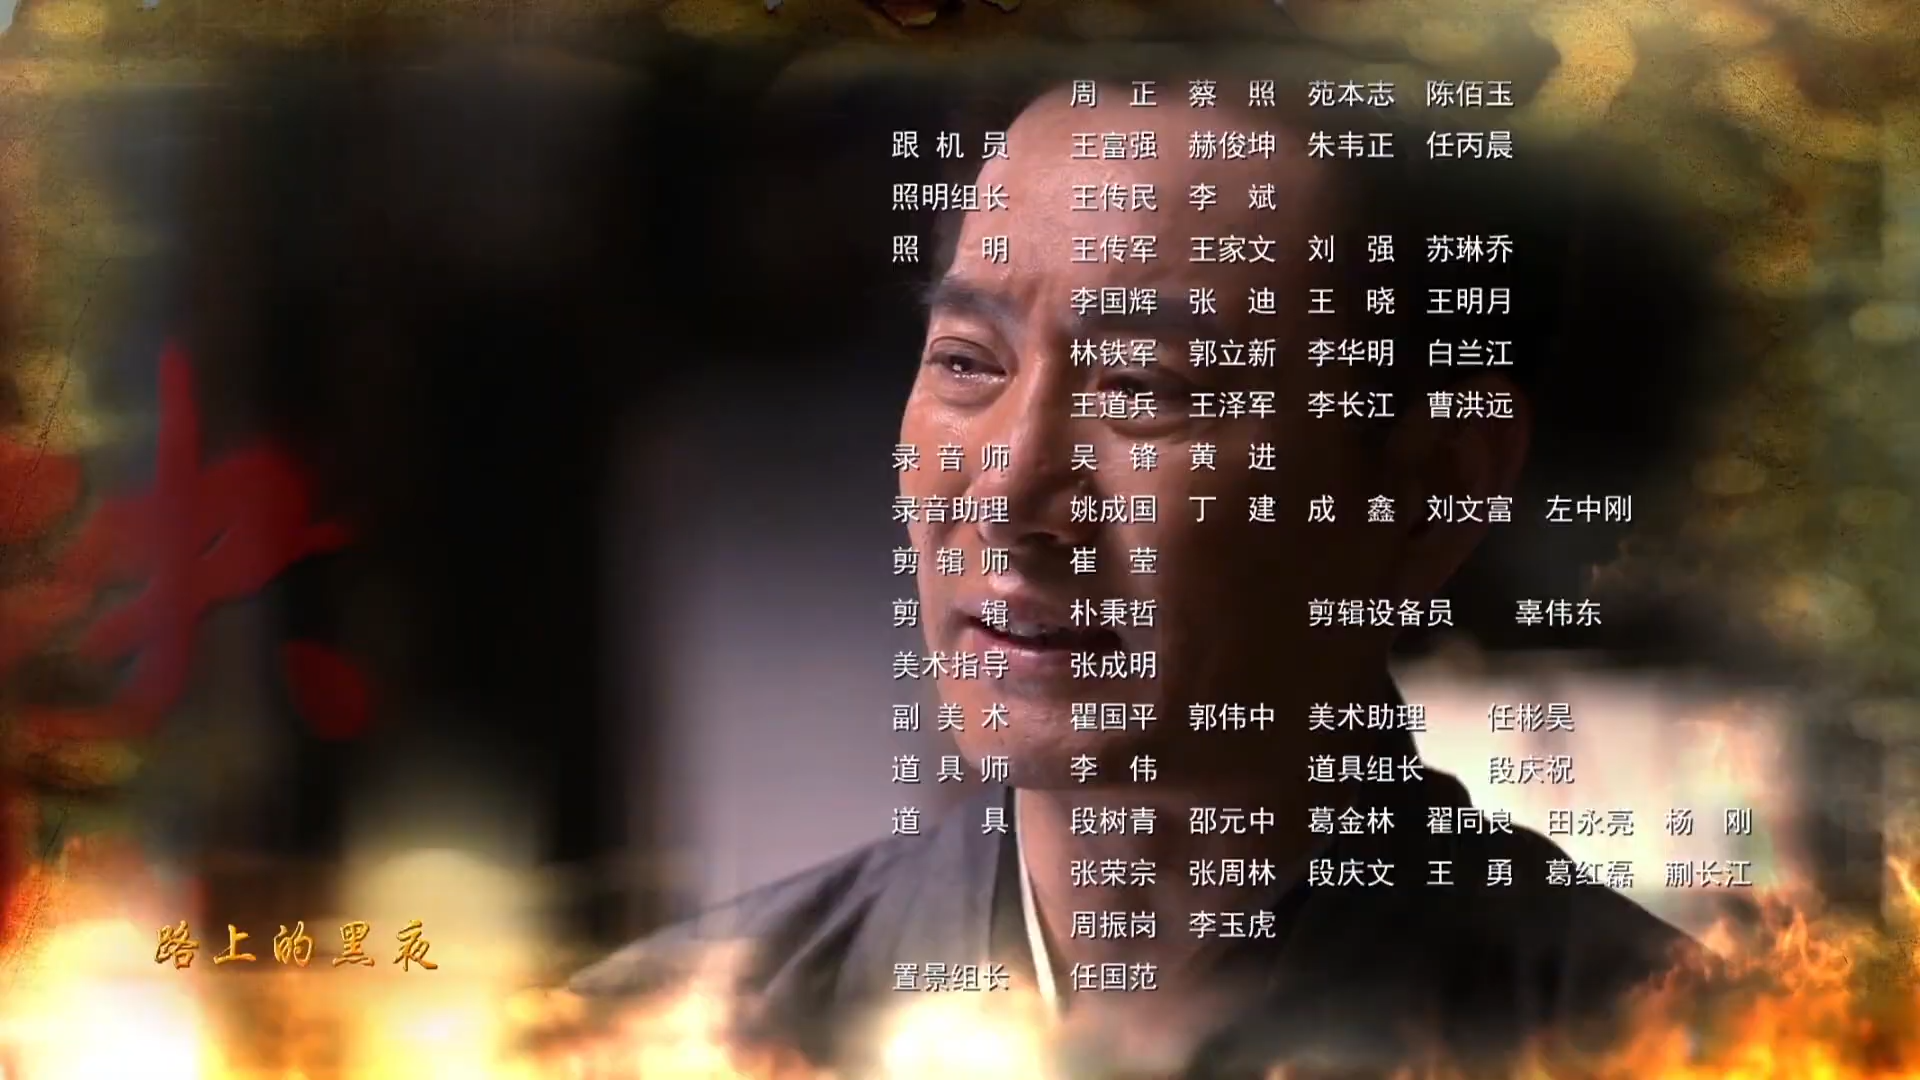 周 正 蔡 照 苑本志 陈佰玉
跟机员 王富强 赫俊坤 朱韦正 任丙晨
照明组长 王传民 李 斌
照 明 王传军 王家文 刘 强 苏琳乔
李国辉 张 迪 王 晓 王明月
林铁军 郭立新 李华明 白兰江
王道兵 王泽军 李长江 曹洪远
录音师 吴 锋 黄 进
录音助理 姚成国 丁 建 成 鑫 刘文富 左中刚
剪辑师 崔 莹
剪 辑 朴秉哲 剪辑设备员 辜伟东
美术指导 张成明
副美术 瞿国平 郭伟中 美术助理 任彬昊
道具师 李 伟 道具组长 段庆祝
道 具 段树青 邵元中 葛金林 翟同良 田永亮 杨 刚
张荣宗 张周林 段庆文 王 勇 葛红磊 蒯长江
周振岗 李玉虎
置景组长 任国范
路上的黑夜